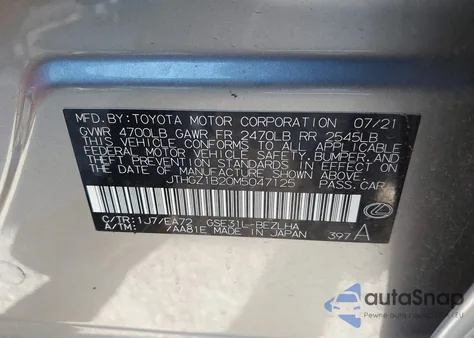 MFD. BY: TOYOTA MOTOR CORPORATION 07/21
GVWR 4700LB GAWR FR 2470LB RR 2545LB
THIS VEHICLE CONFORMS TO ALL APPLICABLE
FEDERAL MOTOR VEHICLE SAFETY, BUMPER, AND
THEFT PREVENTION STANDARDS IN EFFECT ON
THE DATE OF MANUFACTURE SHOWN ABOVE.
JTHGZ1B20M5047125
C/TR: 1J7/EA72 GSE31L-BEZLHA
A/TM: 7AA81E MADE IN JAPAN 397 A
autoSnap